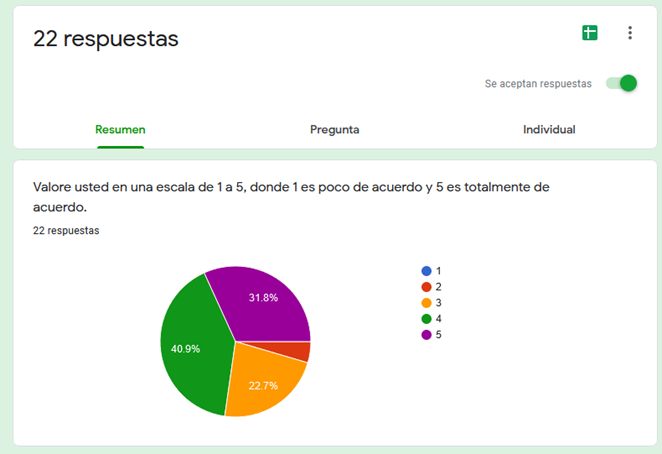 22 respuestas
Se aceptan respuestas
Resumen
Pregunta
Individual
Valore usted en una escala de 1 a 5, donde 1 es poco de acuerdo y 5 es totalmente de
acuerdo.
22 respuestas
31.8%
40.9%
22.7%
1
2
3
4
5